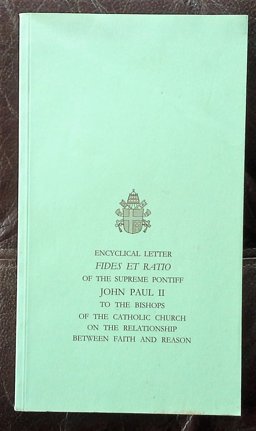 ENCYCLICAL LETTER
FIDES ET RATIO
OF THE SUPREME PONTIFF
JOHN PAUL II
TO THE BISHOPS
OF THE CATHOLIC CHURCH
ON THE RELATIONSHIP
BETWEEN FAITH AND REASON